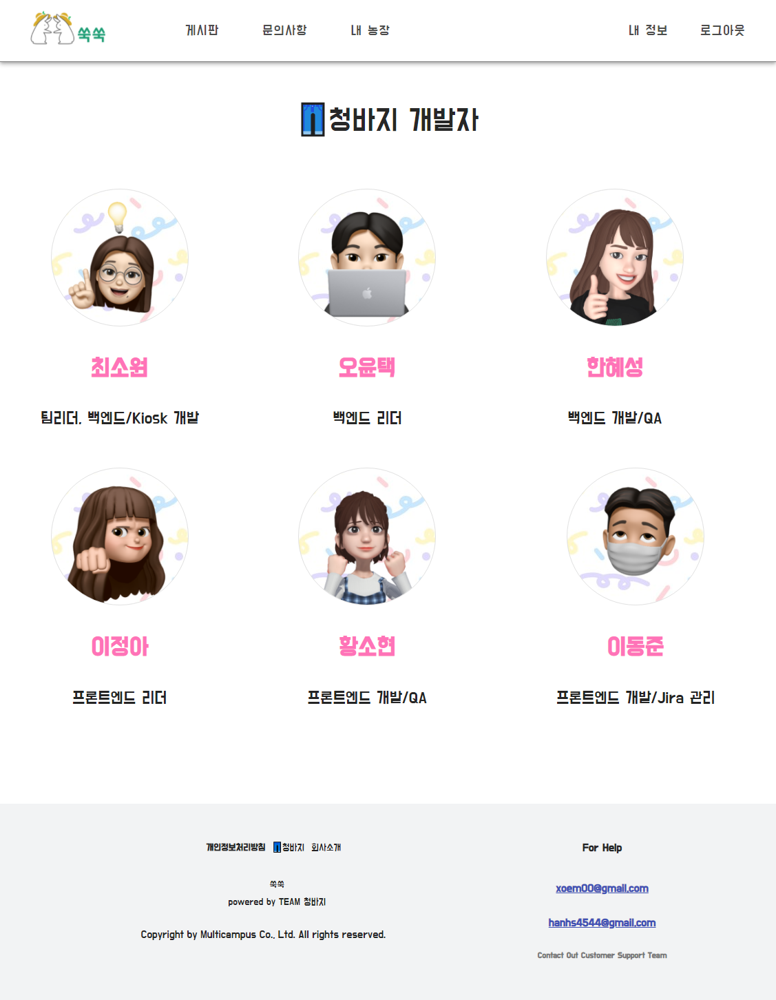 쑥쑥 게시판 문의사항 내 농장 내 정보 로그아웃
청바지 개발자
최소원 오윤택 한혜성
팀리더, 백엔드/Kiosk 개발 백엔드 리더 백엔드 개발/QA
이정아 황소현 이동준
프론트엔드 리더 프론트엔드 개발/QA 프론트엔드 개발/Jira 관리
개인정보처리방침 청바지 회사소개 For Help
쑥쑥 xoem00@gmail.com
powered by TEAM 청바지
hanhs4544@gmail.com
Copyright by Multicampus Co., Ltd. All rights reserved.
Contact Out Customer Support Team